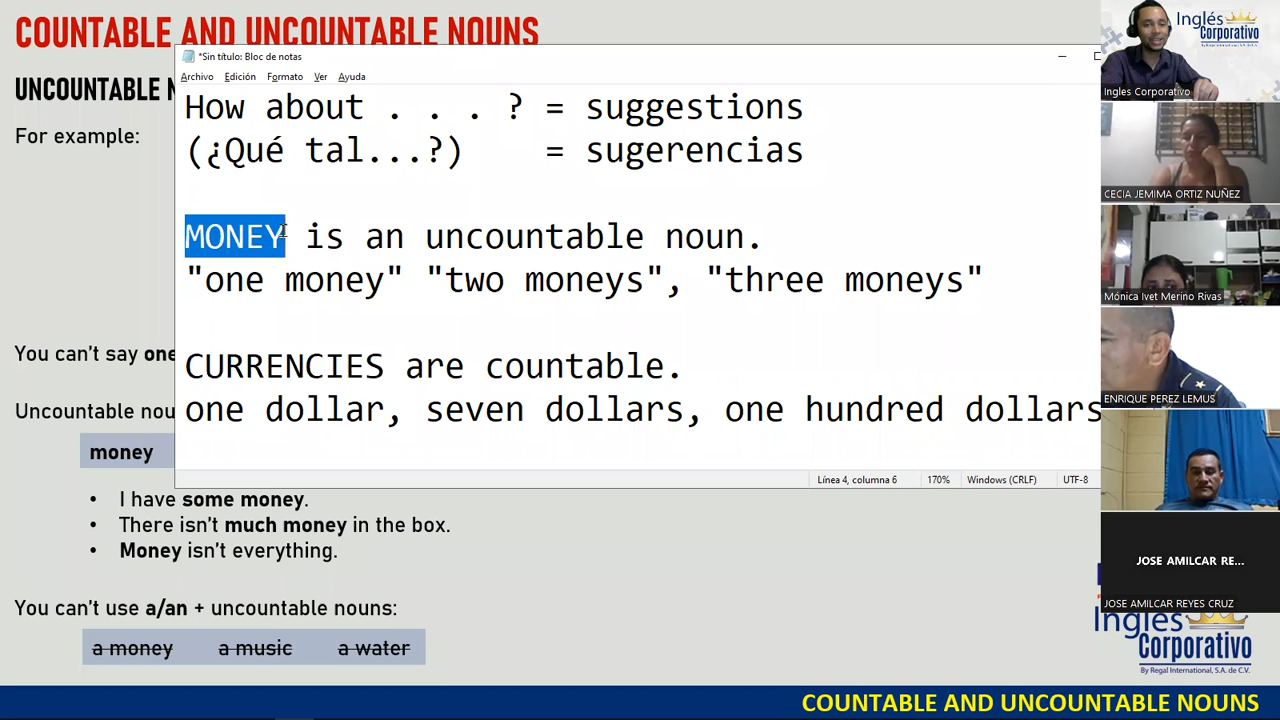 COUNTABLE AND UNCOUNTABLE NOUNS
UNCOUNTABLE
For example:
*Sin título: Bloc de notas
Archivo Edición Formato Ver Ayuda
How about . . . ? = suggestions
(¿Qué tal...?) = sugerencias
MONEY is an uncountable noun.
"one money" "two moneys", "three moneys"
CURRENCIES are countable.
one dollar, seven dollars, one hundred dollars
Línea 4, columna 6 170% Windows (CRLF) UTF-8
You can't say one
Uncountable nou
money
• I have some money.
• There isn't much money in the box.
• Money isn't everything.
You can't use a/an + uncountable nouns:
a money a music a water
Inglés
Corporativo
By Regal International, S.A. de C.V.
COUNTABLE AND UNCOUNTABLE NOUNS
Inglés
Corporativo
By Regal International, S.A. de C.V.
Ingles Corporativo
CECIA JEMIMA ORTIZ NUÑEZ
Mónica Ivet Merino Rivas
ENRIQUE PEREZ LEMUS
JOSE AMILCAR RE...
JOSE AMILCAR REYES CRUZ